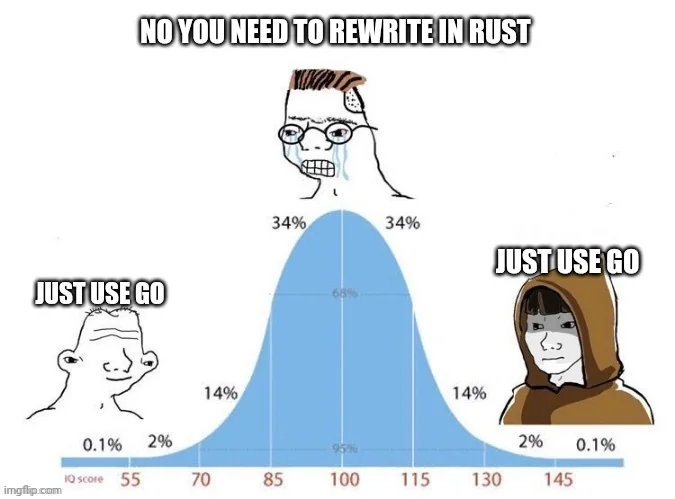 NO YOU NEED TO REWRITE IN RUST
34% 34%
JUST USE GO
JUST USE GO
68%
14% 14%
0.1% 2% 95% 2% 0.1%
IQ score 55 70 85 100 115 130 145
imgflip.com